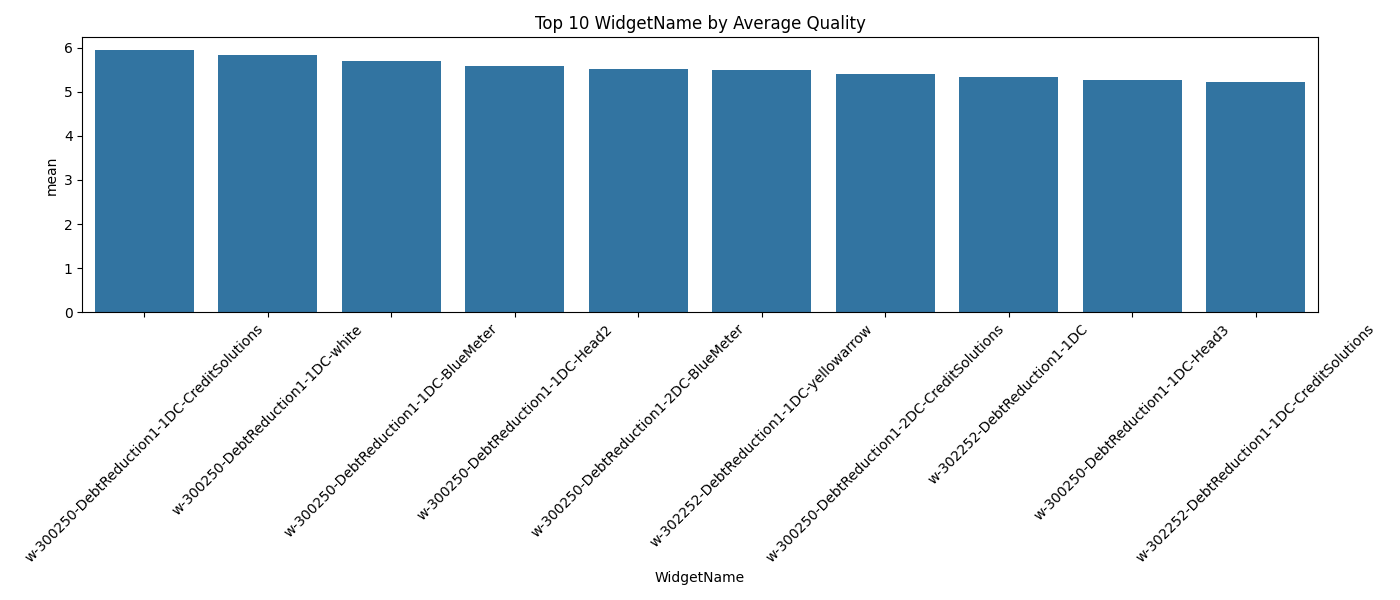 Top 10 WidgetName by Average Quality
mean
6
5
4
3
2
1
0
w-300250-DebtReduction1-1DC-CreditSolutions
w-300250-DebtReduction1-1DC-white
w-300250-DebtReduction1-1DC-BlueMeter
w-300250-DebtReduction1-1DC-Head2
w-300250-DebtReduction1-2DC-BlueMeter
w-302252-DebtReduction1-1DC-yellowarrow
w-300250-DebtReduction1-2DC-CreditSolutions
w-302252-DebtReduction1-1DC
w-300250-DebtReduction1-1DC-Head3
w-302252-DebtReduction1-1DC-CreditSolutions
WidgetName